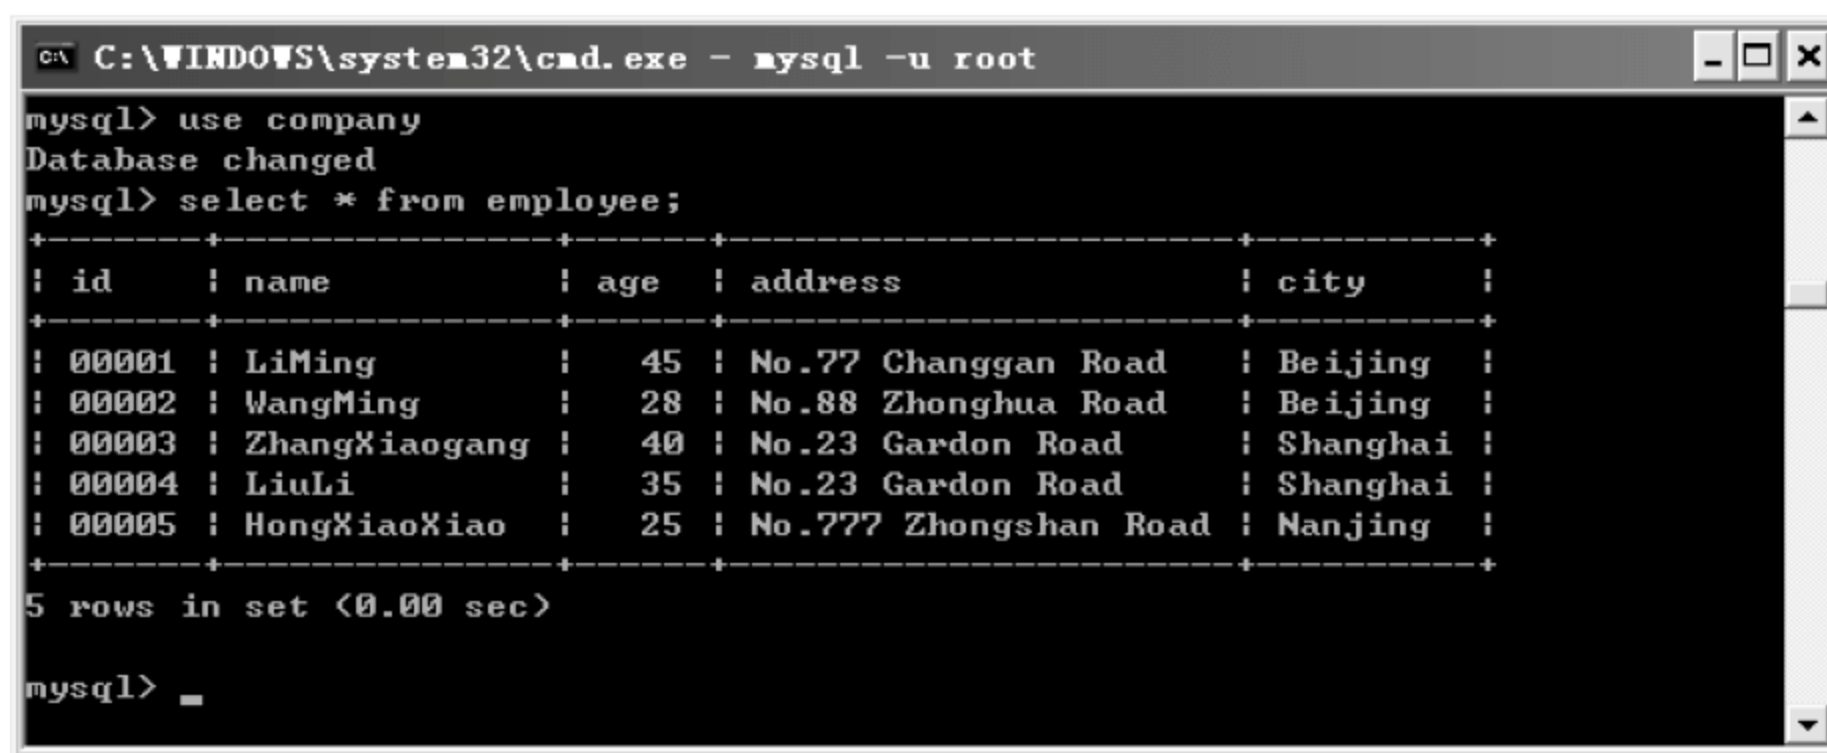 C:\WINDOWS\system32\cmd.exe - mysql -u root
mysql> use company
Database changed
mysql> select * from employee;
+-------+---------------+------+-----------------------+----------+
| id    | name          | age  | address               | city     |
+-------+---------------+------+-----------------------+----------+
| 00001 | LiMing        |   45 | No.77 Changgan Road   | Beijing  |
| 00002 | WangMing      |   28 | No.88 Zhonghua Road   | Beijing  |
| 00003 | ZhangXiaogang |   40 | No.23 Gardon Road     | Shanghai |
| 00004 | LiuLi         |   35 | No.23 Gardon Road     | Shanghai |
| 00005 | HongXiaoXiao  |   25 | No.777 Zhongshan Road | Nanjing  |
+-------+---------------+------+-----------------------+----------+
5 rows in set (0.00 sec)
mysql> _